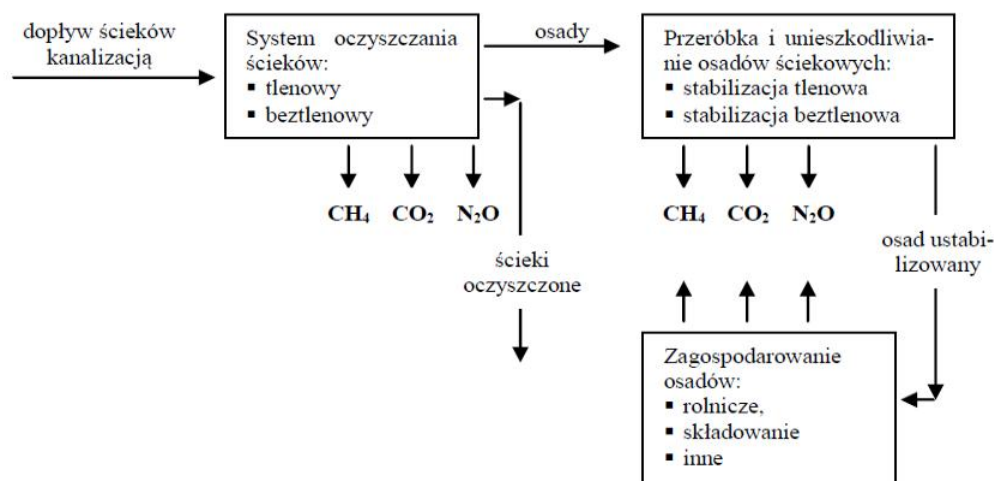 dopływ ścieków
kanalizacją
System oczyszczania
ścieków:
▪ tlenowy
▪ beztlenowy
osady
Przeróbka i unieszkodliwia-
nie osadów ściekowych:
▪ stabilizacja tlenowa
▪ stabilizacja beztlenowa
CH₄ CO₂ N₂O
CH₄ CO₂ N₂O
ścieki
oczyszczone
osad ustabi-
lizowany
Zagospodarowanie
osadów:
▪ rolnicze,
▪ składowanie
▪ inne